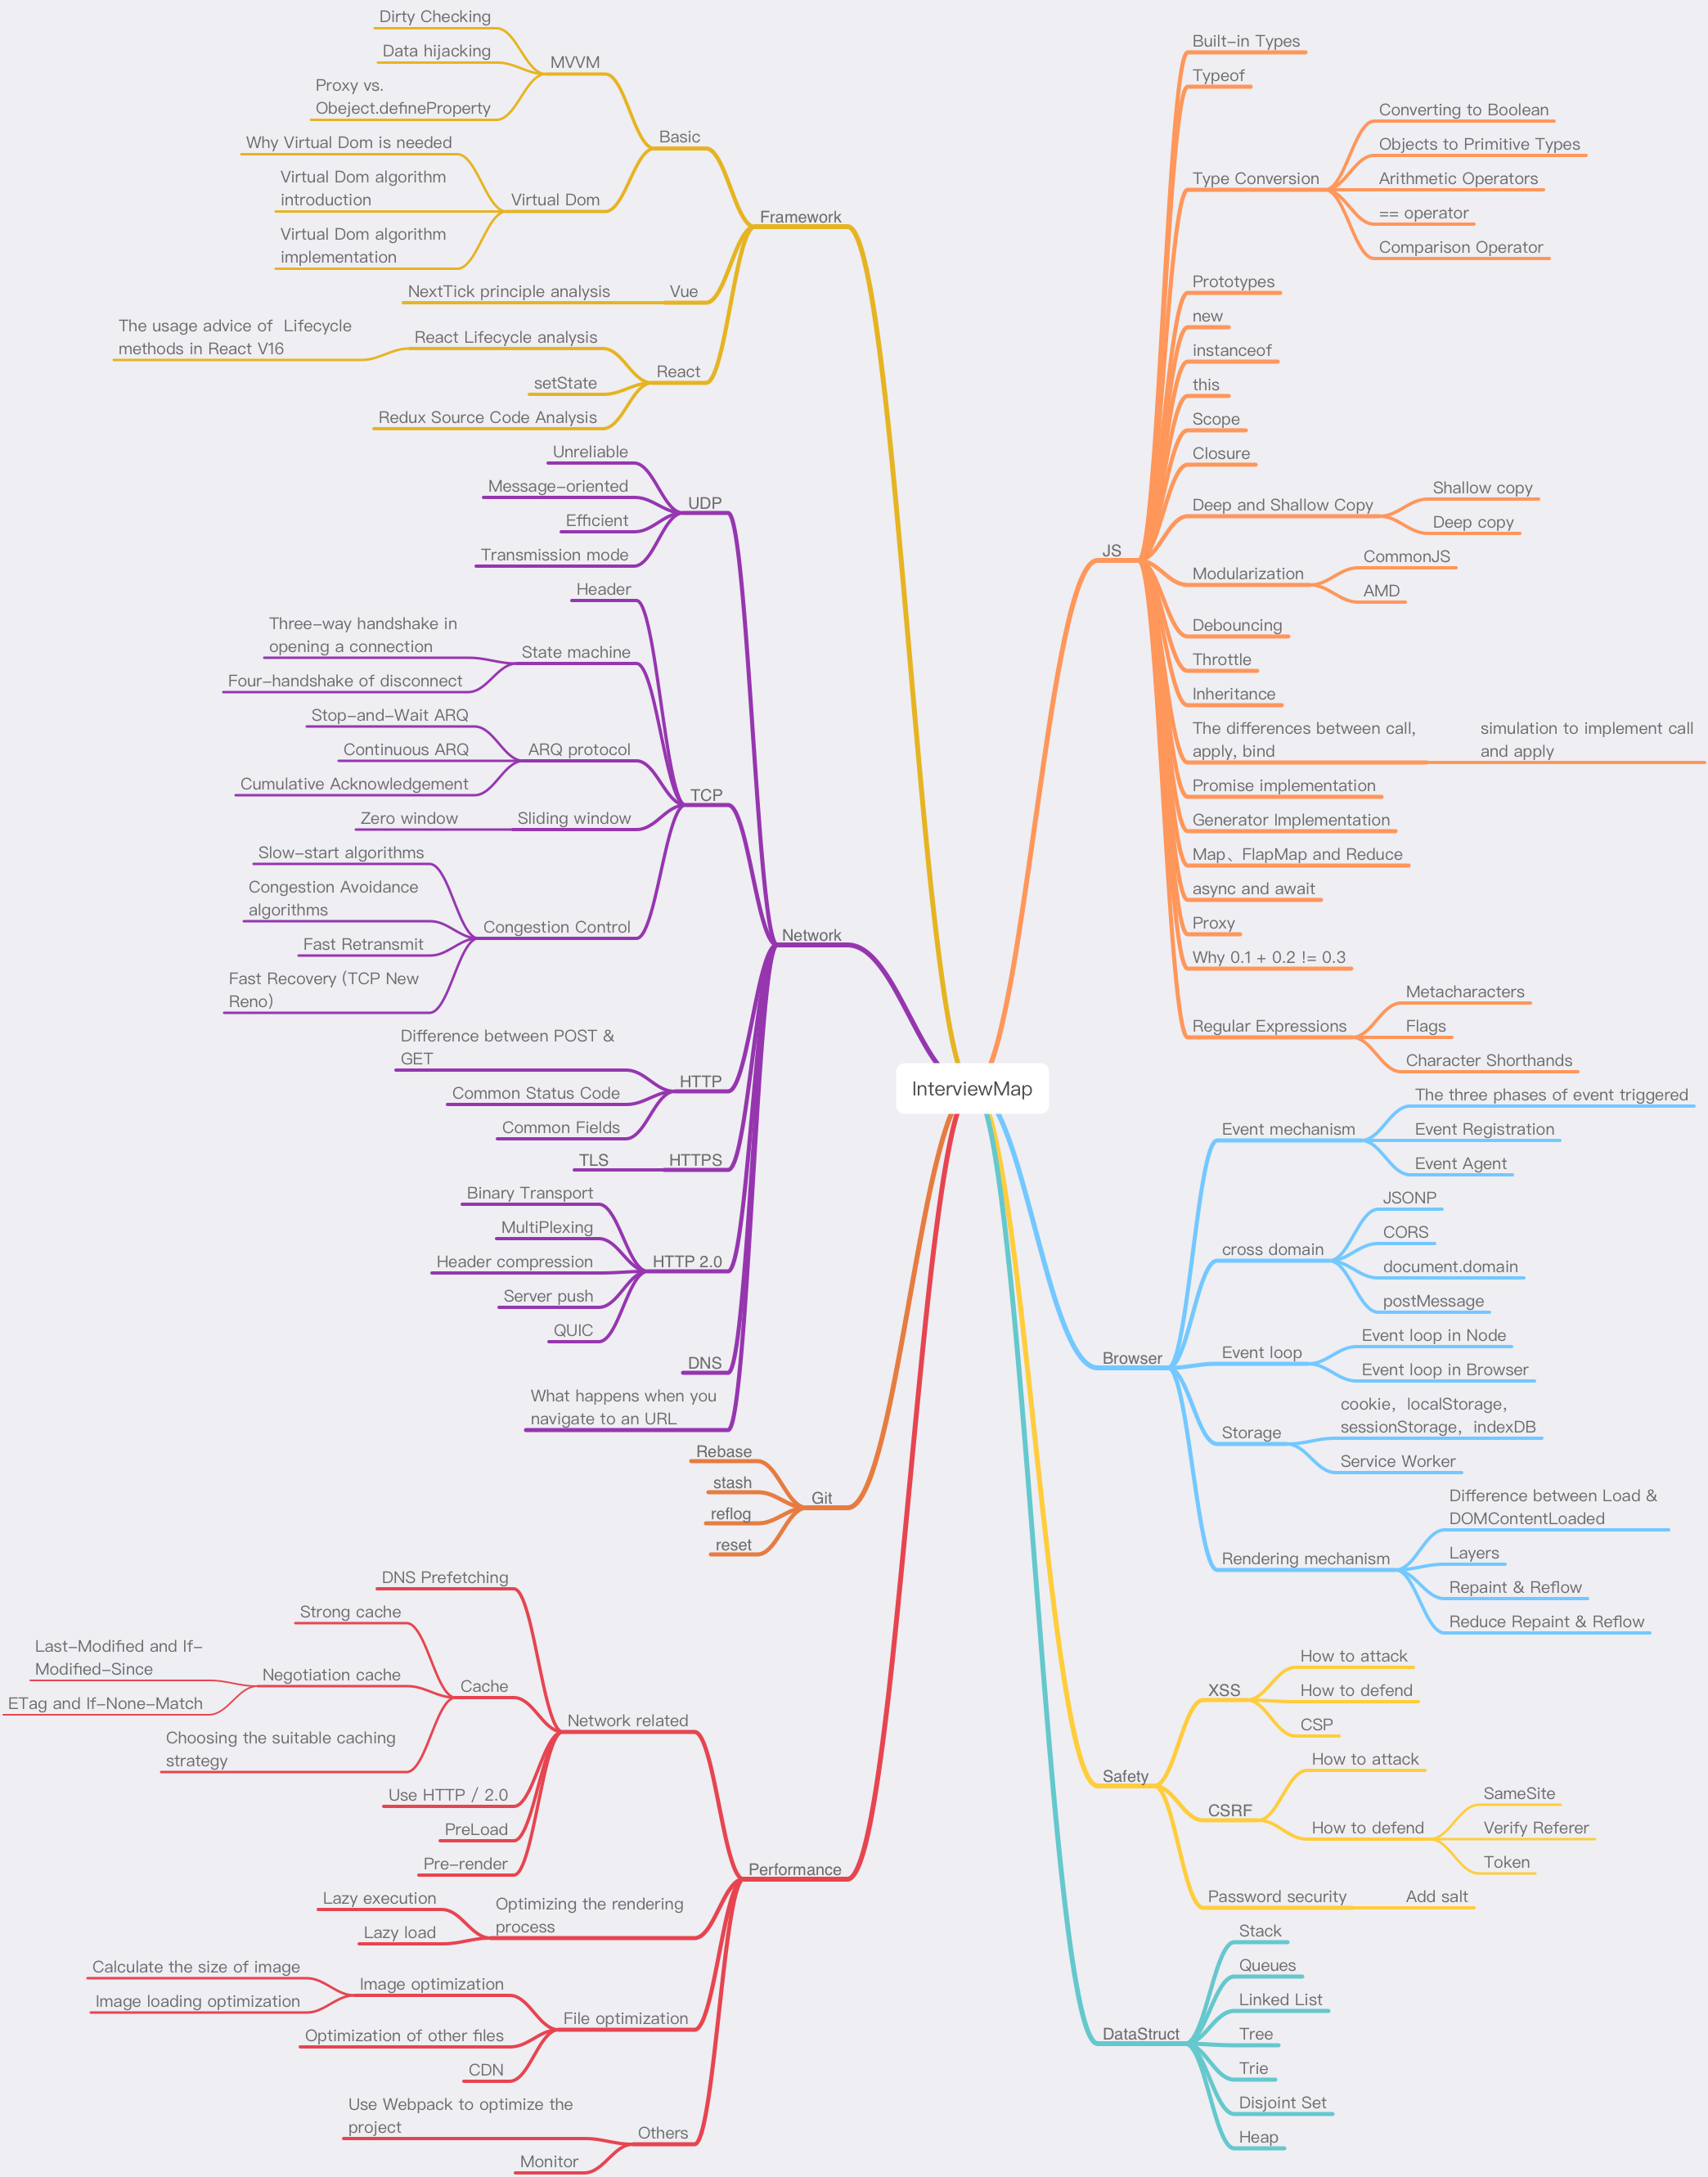 InterviewMap
Framework
Basic
MVVM
Dirty Checking
Data hijacking
Proxy vs.
Obeject.defineProperty
Virtual Dom
Why Virtual Dom is needed
Virtual Dom algorithm
introduction
Virtual Dom algorithm
implementation
Vue
NextTick principle analysis
React
React Lifecycle analysis
The usage advice of  Lifecycle
methods in React V16
setState
Redux Source Code Analysis
Network
UDP
Unreliable
Message-oriented
Efficient
Transmission mode
TCP
Header
State machine
Three-way handshake in
opening a connection
Four-handshake of disconnect
ARQ protocol
Stop-and-Wait ARQ
Continuous ARQ
Cumulative Acknowledgement
Sliding window
Zero window
Congestion Control
Slow-start algorithms
Congestion Avoidance
algorithms
Fast Retransmit
Fast Recovery (TCP New
Reno)
HTTP
Difference between POST &
GET
Common Status Code
Common Fields
HTTPS
TLS
HTTP 2.0
Binary Transport
MultiPlexing
Header compression
Server push
QUIC
DNS
What happens when you
navigate to an URL
Git
Rebase
stash
reflog
reset
Performance
Network related
DNS Prefetching
Cache
Strong cache
Negotiation cache
Last-Modified and If-
Modified-Since
ETag and If-None-Match
Choosing the suitable caching
strategy
Use HTTP / 2.0
PreLoad
Pre-render
Optimizing the rendering
process
Lazy execution
Lazy load
File optimization
Image optimization
Calculate the size of image
Image loading optimization
Optimization of other files
CDN
Others
Use Webpack to optimize the
project
Monitor
JS
Built-in Types
Typeof
Type Conversion
Converting to Boolean
Objects to Primitive Types
Arithmetic Operators
== operator
Comparison Operator
Prototypes
new
instanceof
this
Scope
Closure
Deep and Shallow Copy
Shallow copy
Deep copy
Modularization
CommonJS
AMD
Debouncing
Throttle
Inheritance
The differences between call,
apply, bind
simulation to implement call
and apply
Promise implementation
Generator Implementation
Map、FlapMap and Reduce
async and await
Proxy
Why 0.1 + 0.2 != 0.3
Regular Expressions
Metacharacters
Flags
Character Shorthands
Browser
Event mechanism
The three phases of event triggered
Event Registration
Event Agent
cross domain
JSONP
CORS
document.domain
postMessage
Event loop
Event loop in Node
Event loop in Browser
Storage
cookie，localStorage，
sessionStorage，indexDB
Service Worker
Rendering mechanism
Difference between Load &
DOMContentLoaded
Layers
Repaint & Reflow
Reduce Repaint & Reflow
Safety
XSS
How to attack
How to defend
CSP
CSRF
How to attack
How to defend
SameSite
Verify Referer
Token
Password security
Add salt
DataStruct
Stack
Queues
Linked List
Tree
Trie
Disjoint Set
Heap